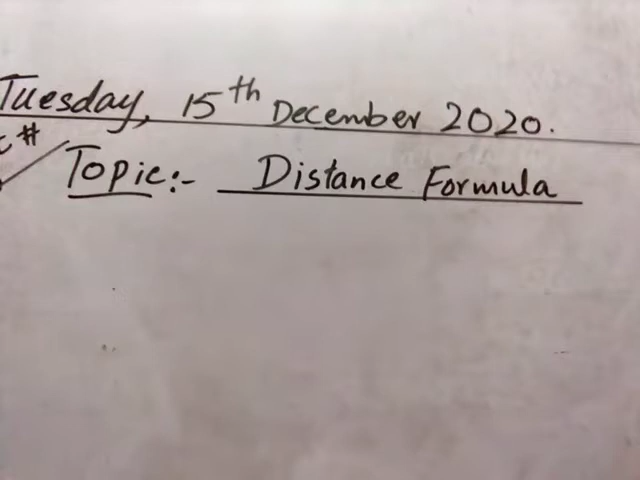 Tuesday, 15th December 2020.
#
Topic:- Distance Formula